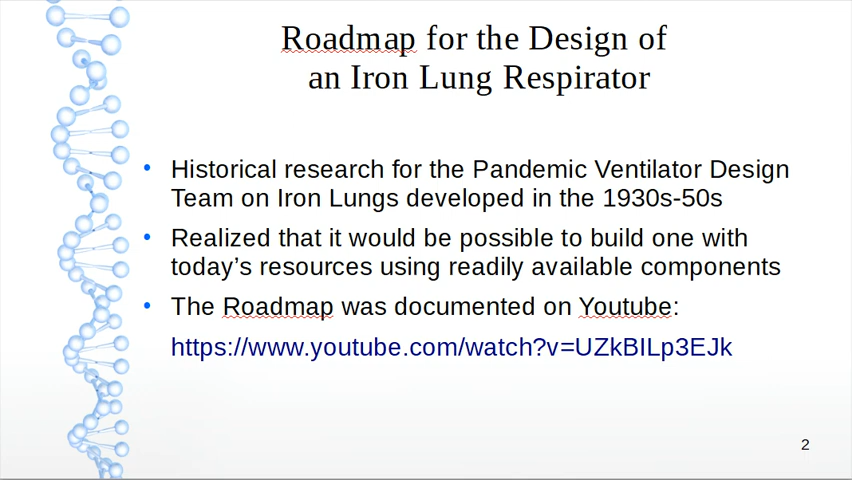 Roadmap for the Design of
an Iron Lung Respirator
• Historical research for the Pandemic Ventilator Design
Team on Iron Lungs developed in the 1930s-50s
• Realized that it would be possible to build one with
today’s resources using readily available components
• The Roadmap was documented on Youtube:
https://www.youtube.com/watch?v=UZkBILp3EJk
2